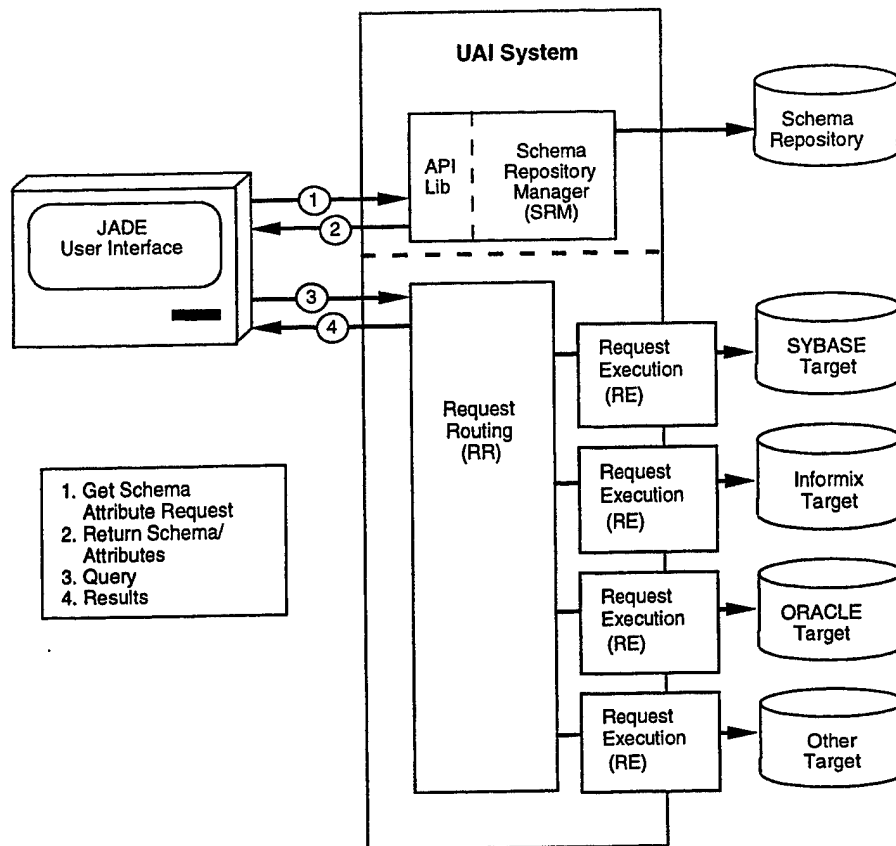 UAI System
Schema
Repository
API
Lib
Schema
Repository
Manager
(SRM)
JADE
User Interface
1
2
3
4
Request
Routing
(RR)
Request
Execution
(RE)
SYBASE
Target
Request
Execution
(RE)
Informix
Target
Request
Execution
(RE)
ORACLE
Target
Request
Execution
(RE)
Other
Target
1. Get Schema
Attribute Request
2. Return Schema/
Attributes
3. Query
4. Results